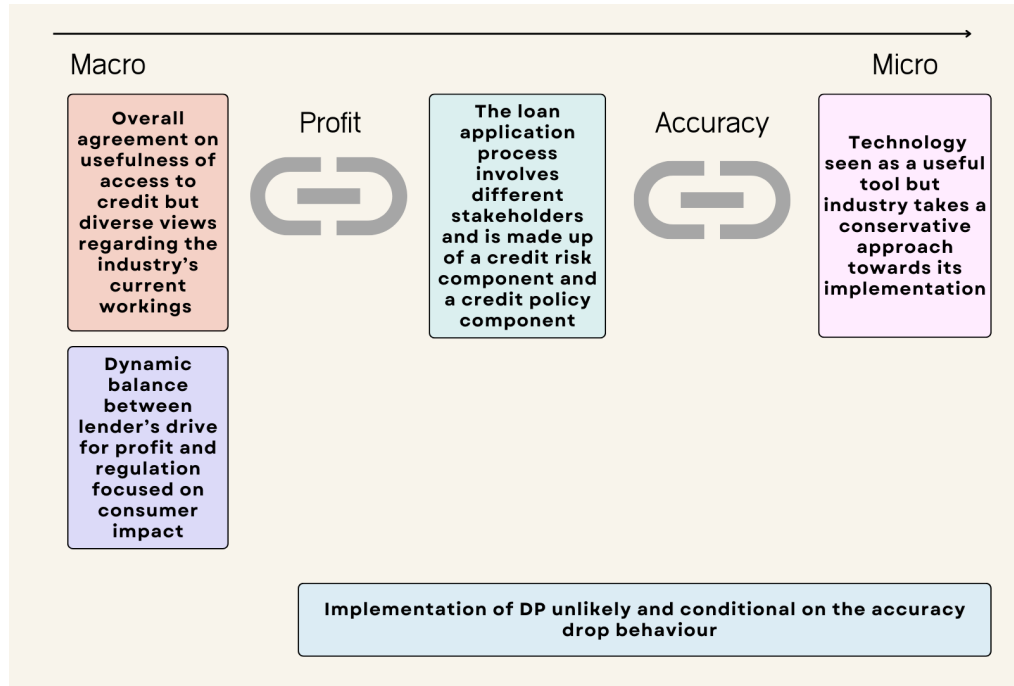 Macro
Micro
Overall
agreement on
usefulness of
access to
credit but
diverse views
regarding the
industry's
current
workings
Profit
The loan
application
process
involves
different
stakeholders
and is made up
of a credit risk
component and
a credit policy
component
Accuracy
Technology
seen as a useful
tool but
industry takes a
conservative
approach
towards its
implementation
Dynamic
balance
between
lender's drive
for profit and
regulation
focused on
consumer
impact
Implementation of DP unlikely and conditional on the accuracy
drop behaviour